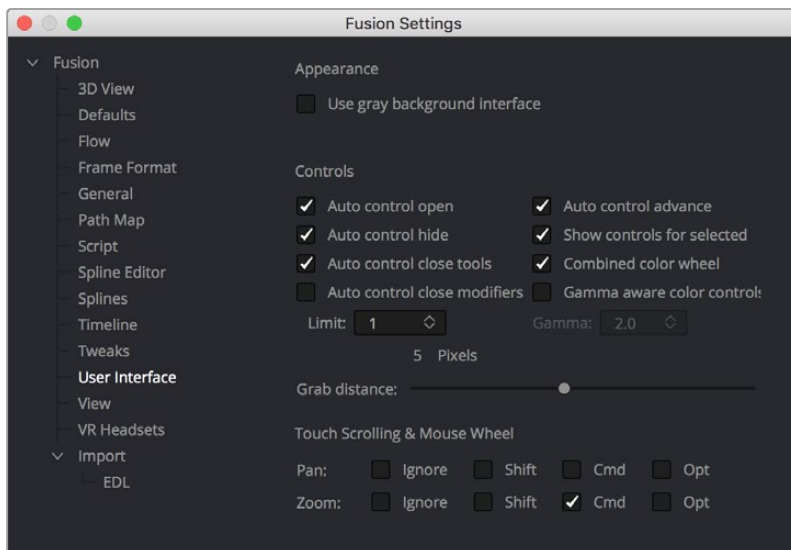 Fusion Settings
Fusion
3D View
Defaults
Flow
Frame Format
General
Path Map
Script
Spline Editor
Splines
Timeline
Tweaks
User Interface
View
VR Headsets
Import
EDL
Appearance
Use gray background interface
Controls
Auto control open Auto control advance
Auto control hide Show controls for selected
Auto control close tools Combined color wheel
Auto control close modifiers Gamma aware color controls
Limit: 1 Gamma: 2.0
5 Pixels
Grab distance:
Touch Scrolling & Mouse Wheel
Pan: Ignore Shift Cmd Opt
Zoom: Ignore Shift Cmd Opt